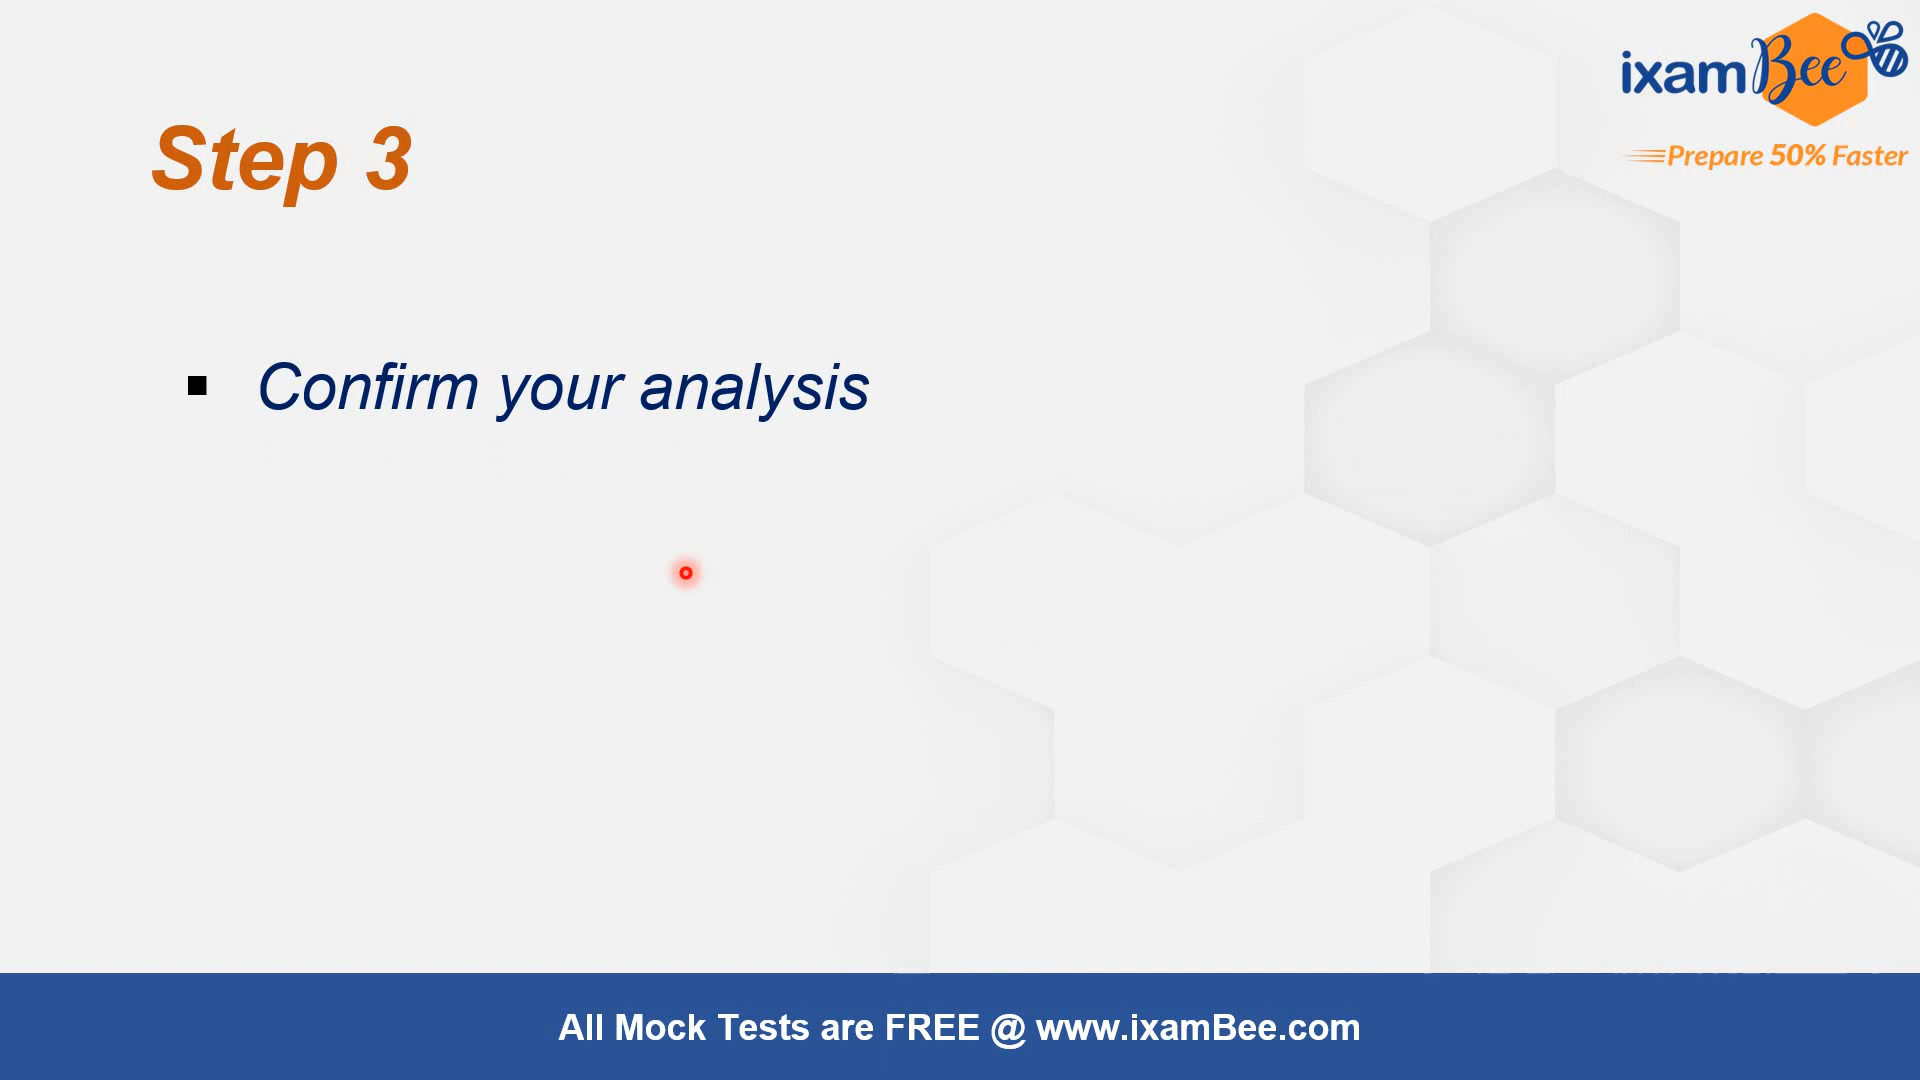 ixamBee
Prepare 50% Faster
Step 3
Confirm your analysis
All Mock Tests are FREE @ www.ixamBee.com